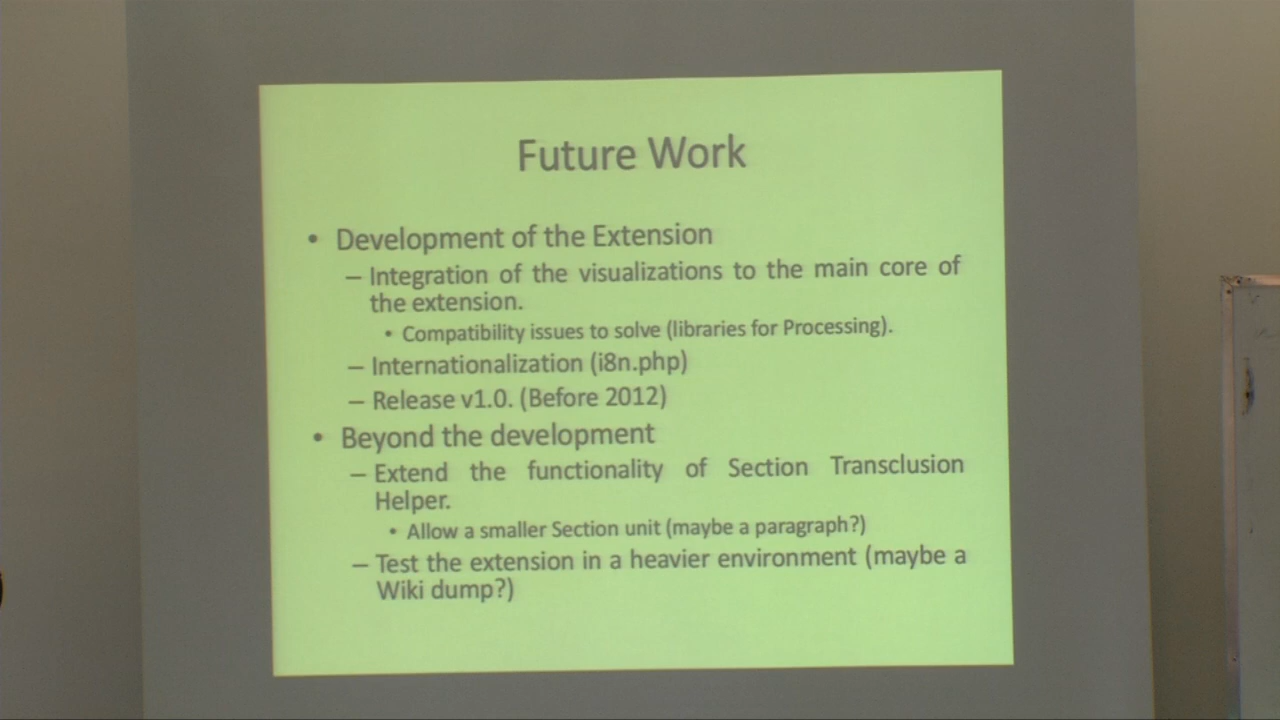 Future Work
• Development of the Extension
– Integration of the visualizations to the main core of
the extension.
• Compatibility issues to solve (libraries for Processing).
– Internationalization (i8n.php)
– Release v1.0. (Before 2012)
• Beyond the development
– Extend the functionality of Section Transclusion
Helper.
• Allow a smaller Section unit (maybe a paragraph?)
– Test the extension in a heavier environment (maybe a
Wiki dump?)